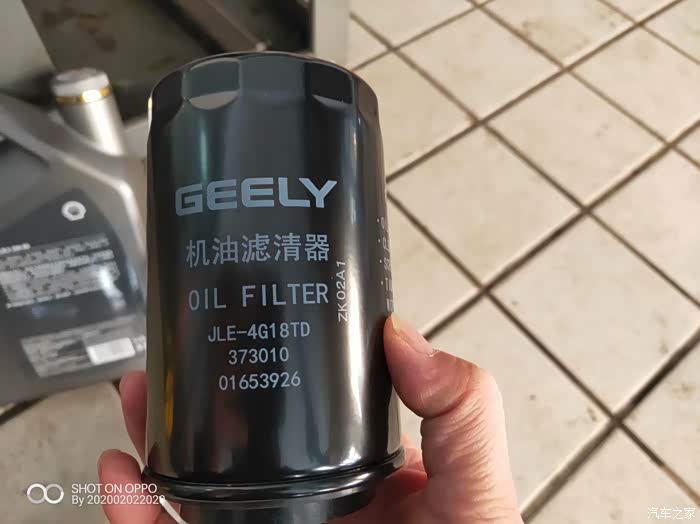 GEELY
机油滤清器
OIL FILTER
JLE-4G18TD
373010
01653926
ZK02A1
SHOT ON OPPO
By 202002022028
汽车之家